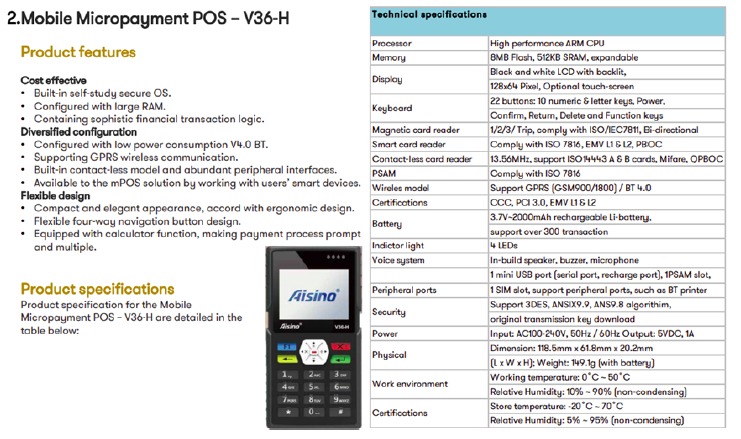 2.Mobile Micropayment POS – V36-H
Product features
Cost effective
• Built-in self-study secure OS.
• Configured with large RAM.
• Containing sophistic financial transaction logic.
Diversified configuration
• Configured with low power consumption V4.0 BT.
• Supporting GPRS wireless communication.
• Built-in contact-less model and abundant peripheral interfaces.
• Available to the mPOS solution by working with users' smart devices.
Flexible design
• Compact and elegant appearance, accord with ergonomic design.
• Flexible four-way navigation button design.
• Equipped with calculator function, making payment process prompt
and multiple.
Product specifications
Product specification for the Mobile
Micropayment POS – V36-H are detailed in the
table below:
Aisino
Aisino V36-H
Technical specifications
Processor High performance ARM CPU
Memory 8MB Flash, 512KB SRAM, expandable
Display Black and white LCD with backlit,
128x64 Pixel, Optional touch-screen
Keyboard 22 buttons: 10 numeric & letter keys, Power,
Confirm, Return, Delete and Function keys
Magnetic card reader 1/2/3/ Trip, comply with ISO/IEC7811, Bi-directional
Smart card reader Comply with ISO 7816, EMV L1 & L2, PBOC
Contact-less card reader 13.56MHz, support ISO14443 A & B cards, Mifare, QPBOC
PSAM Comply with ISO 7816
Wireles model Support GPRS (GSM900/1800) / BT 4.0
Certifications CCC, PCI 3.0, EMV L1 & L2
Battery 3.7V~2000mAh rechargeable Li-battery,
support over 300 transaction
Indictor light 4 LEDs
Voice system In-build speaker, buzzer, microphone
Peripheral ports 1 mini USB port (serial port, recharge port), 1PSAM slot,
1 SIM slot, support peripheral ports, such as BT printer
Security Support 3DES, ANSIX9.9, ANS9.8 algorithim,
original transmission key download
Power Input: AC100-240V, 50Hz / 60Hz Output: 5VDC, 1A
Physical Dimension: 118.5mm x 61.8mm x 20.2mm
(L x W x H); Weight: 149.1g (with battery)
Work environment Working temperature: 0°C ~ 50°C
Relative Humidity: 10% ~ 90% (non-condensing)
Certifications Store temperature: -20°C ~ 70°C
Relative Humidity: 5% ~ 95% (non-condensing)